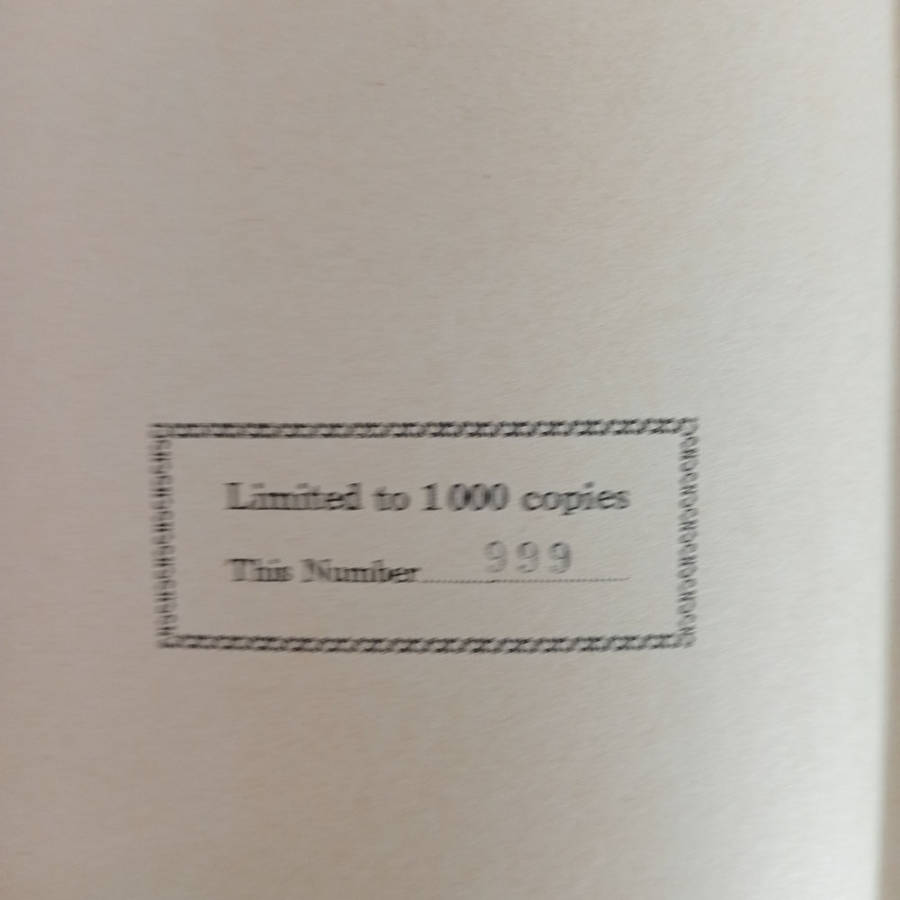 Limited to 1000 copies
This Number 999